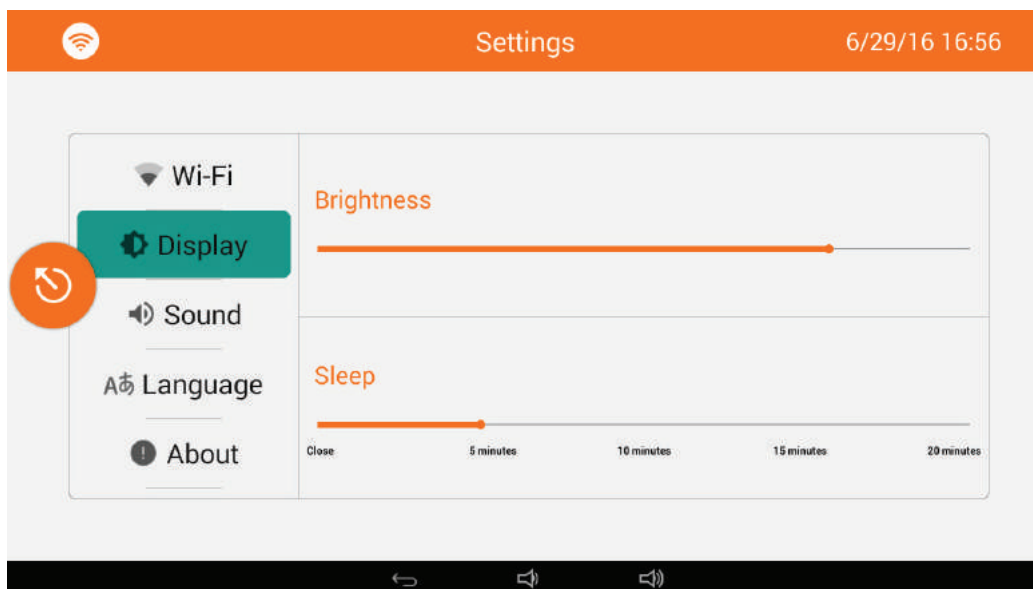 Settings
6/29/16 16:56
Wi-Fi
Display
Sound
Aあ Language
About
Brightness
Sleep
Close
5 minutes
10 minutes
15 minutes
20 minutes